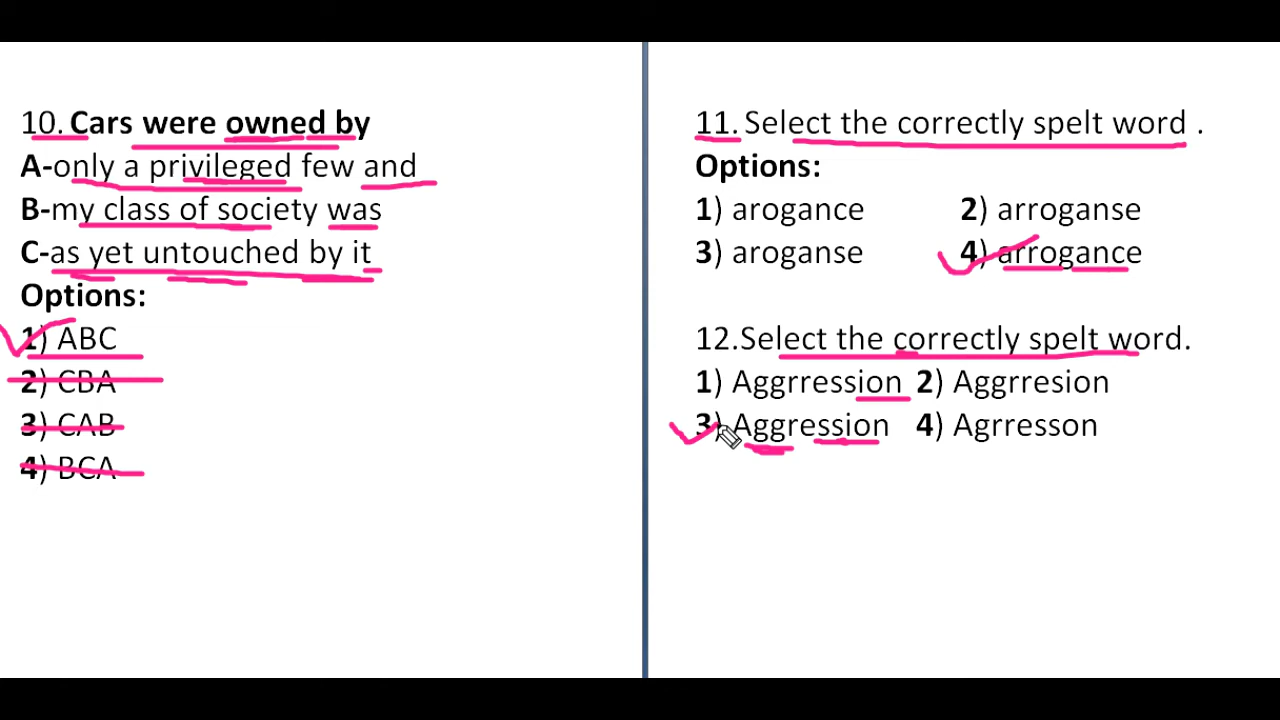 10. Cars were owned by
A-only a privileged few and
B-my class of society was
C-as yet untouched by it
Options:
1) ABC
2) CBA
3) CAB
4) BCA
11. Select the correctly spelt word .
Options:
1) arogance 2) arroganse
3) aroganse 4) arrogance
12.Select the correctly spelt word.
1) Aggrression 2) Aggrresion
3) Aggression 4) Agrresson